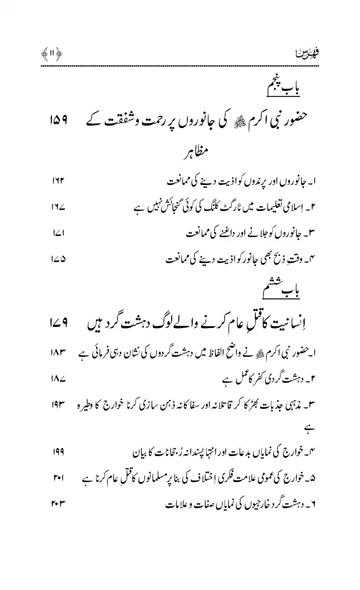 فہرست ﴿۱۱﴾
باب پنجم
حضور نبی اکرم ﷺ کی جانوروں پر رحمت و شفقت کے ۱۵۹
مظاہر
۱۔ جانوروں اور پرندوں کو اذیت دینے کی ممانعت ۱۶۲
۲۔ اسلامی تعلیمات میں ٹارگٹ کلنگ کی کوئی گنجائش نہیں ہے ۱۶۷
۳۔ جانوروں کو جلانے اور داغنے کی ممانعت ۱۷۱
۴۔ وقتِ ذبح بھی جانور کو اذیت دینے کی ممانعت ۱۷۵
باب ششم
اِنسانیت کا قتلِ عام کرنے والے لوگ دہشت گرد ہیں ۱۷۹
۱۔ حضور نبی اکرم ﷺ نے واضح الفاظ میں دہشت گردوں کی نشان دہی فرمائی ہے ۱۸۳
۲۔ دہشت گردی کفر کا عمل ہے ۱۸۷
۳۔ مذہبی جذبات بھڑکا کر قاتلانہ اور سفاکانہ ذہن سازی کرنا خوارج کا وطیرہ ۱۹۳
ہے
۴۔ خوارج کی نمایاں بدعات اور انتہا پسندانہ رُجحانات کا بیان ۱۹۹
۵۔ خوارج کی عمومی علامت فکری اِختلاف کی بنا پر مسلمانوں کا قتلِ عام کرنا ہے ۲۰۱
۶۔ دہشت گرد خارجیوں کی نمایاں صفات و علامات ۲۰۳